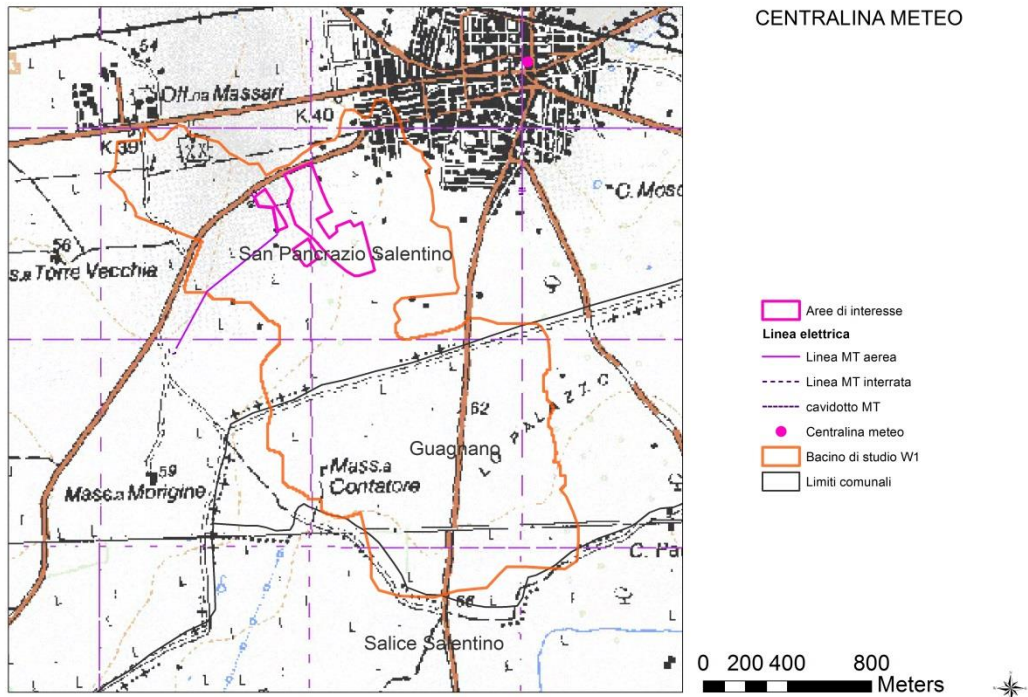 CENTRALINA METEO
S
54
Off.na Massari
K.40
K.39
C. Mosc
56
s.a Torre Vecchia
San Pancrazio Salentino
62
LO PALAZZO
Guagnano
Mass.a
Contatore
59
Mass.a Morigine
C. Pa
66
Salice Salentino
Aree di interesse
Linea elettrica
Linea MT aerea
Linea MT interrata
cavidotto MT
Centralina meteo
Bacino di studio W1
Limiti comunali
0 200 400 800
Meters